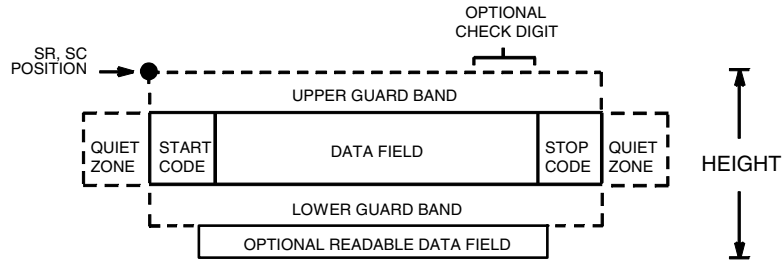 OPTIONAL
CHECK DIGIT
SR, SC
POSITION
UPPER GUARD BAND
QUIET
ZONE
START
CODE
DATA FIELD
STOP
CODE
QUIET
ZONE
HEIGHT
LOWER GUARD BAND
OPTIONAL READABLE DATA FIELD